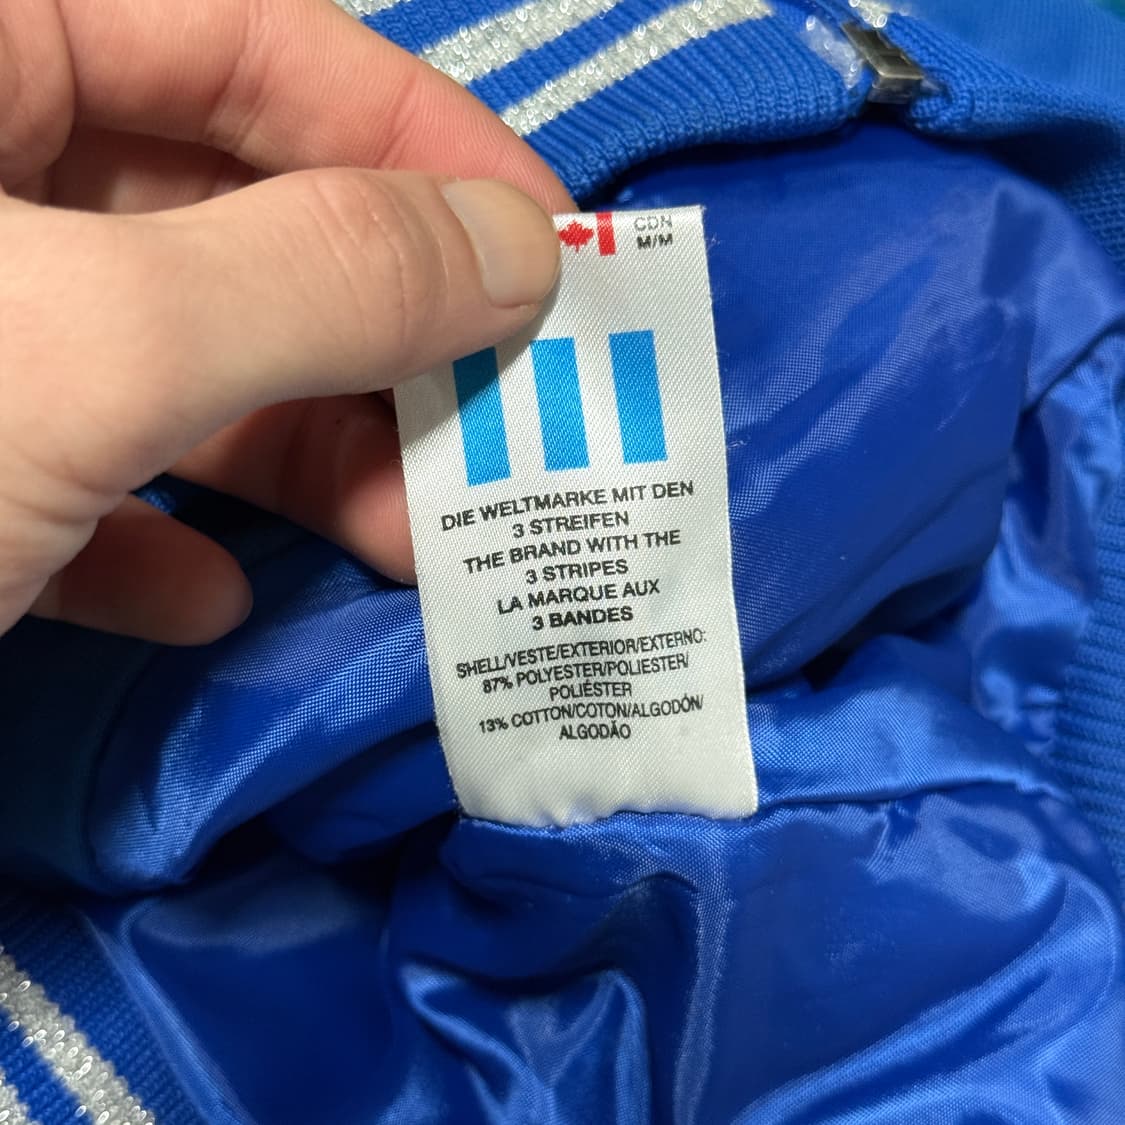 CDN
M/M
DIE WELTMARKE MIT DEN
3 STREIFEN
THE BRAND WITH THE
3 STRIPES
LA MARQUE AUX
3 BANDES
SHELL/VESTE/EXTERIOR/EXTERNO:
87% POLYESTER/POLIESTER/
POLIÉSTER
13% COTTON/COTON/ALGODÓN/
ALGODÃO